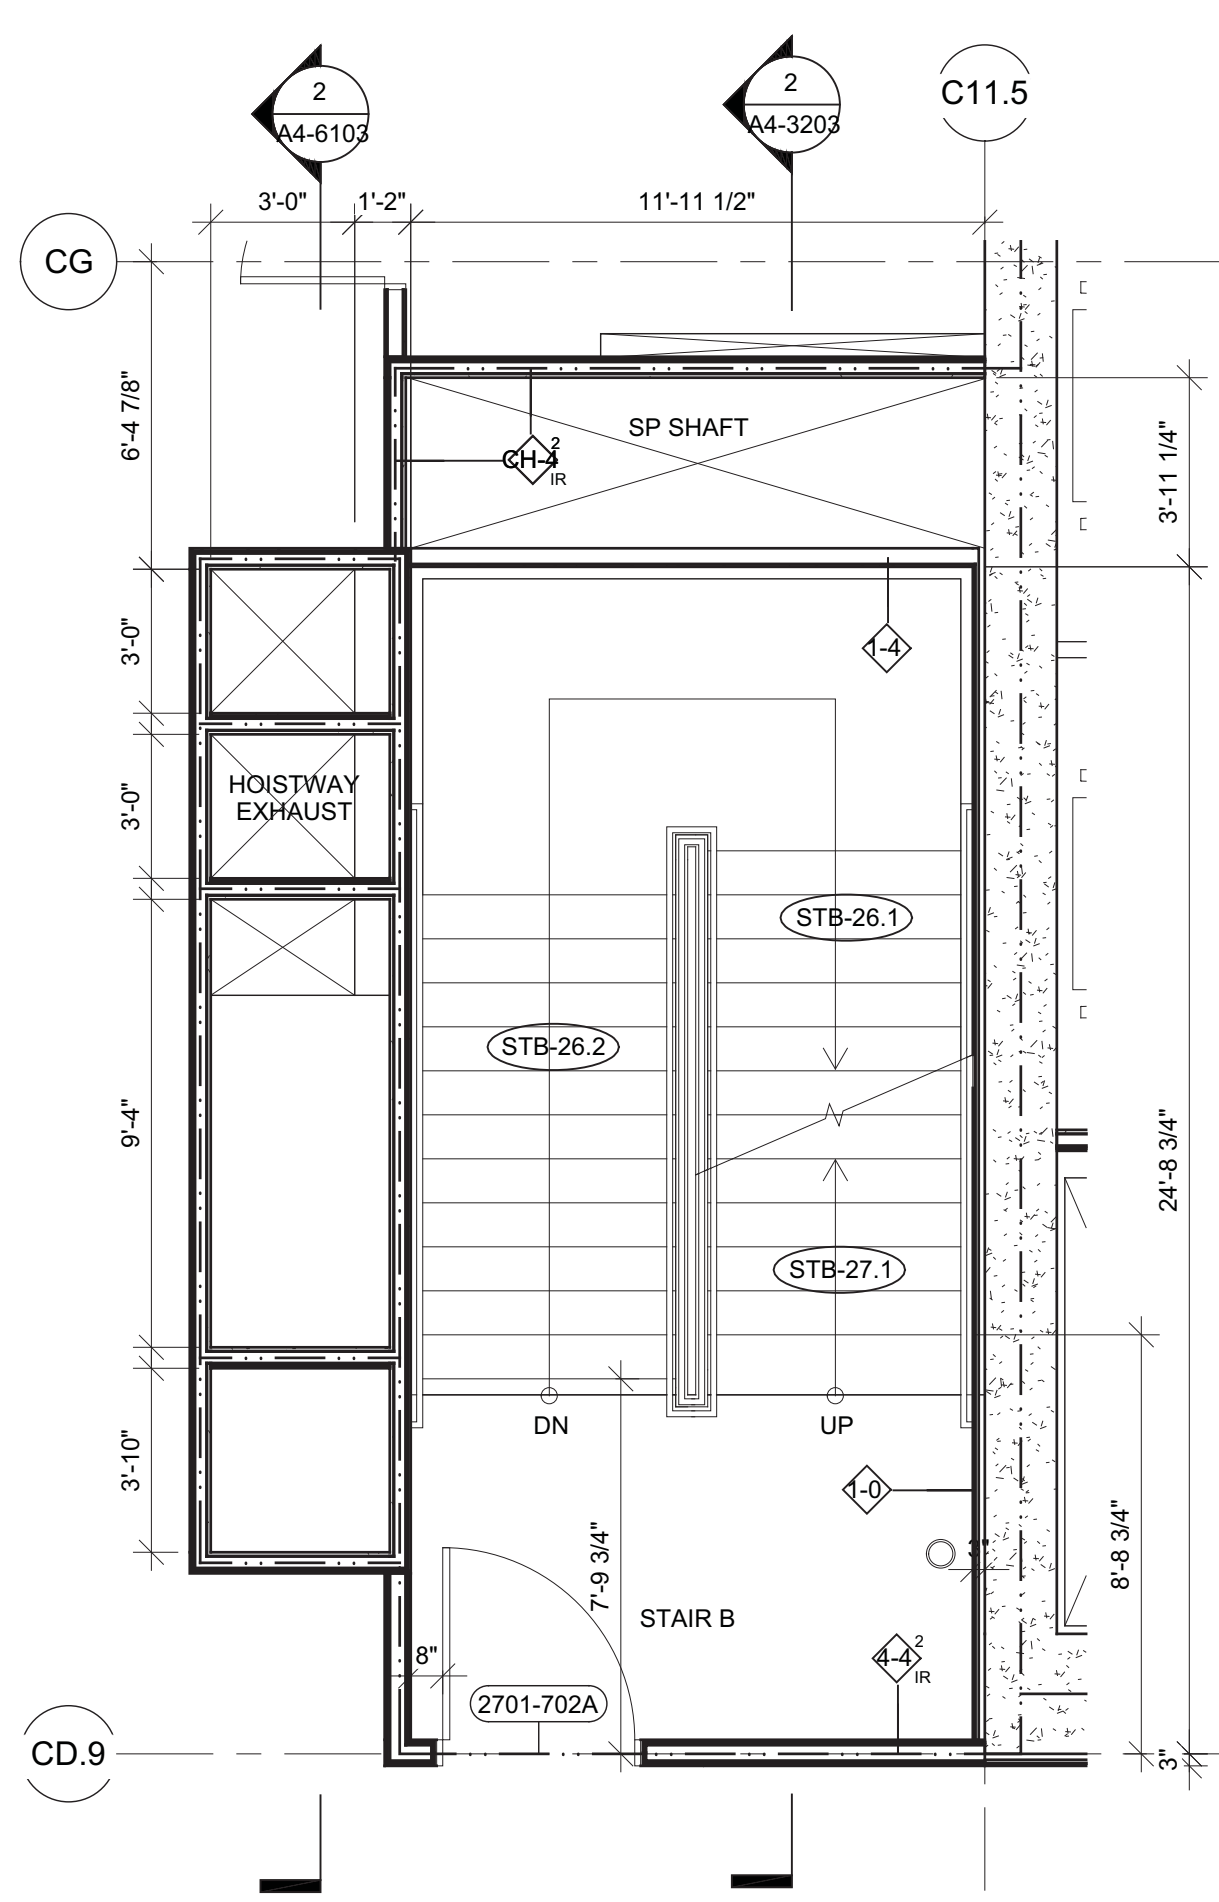 2
A4-6103
2
A4-3203
C11.5
3'-0"
1'-2"
11'-11 1/2"
CG
6'-4 7/8"
SP SHAFT
3'-11 1/4"
CH-4
2
IR
3'-0"
1-4
HOISTWAY
EXHAUST
3'-0"
STB-26.1
STB-26.2
9'-4"
24'-8 3/4"
STB-27.1
DN
UP
3'-10"
1-0
3"
7'-9 3/4"
8'-8 3/4"
STAIR B
8"
4-4
2
IR
2701-702A
CD.9
3"